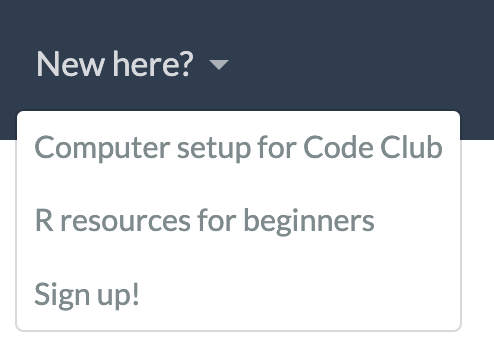 New here?
Computer setup for Code Club
R resources for beginners
Sign up!